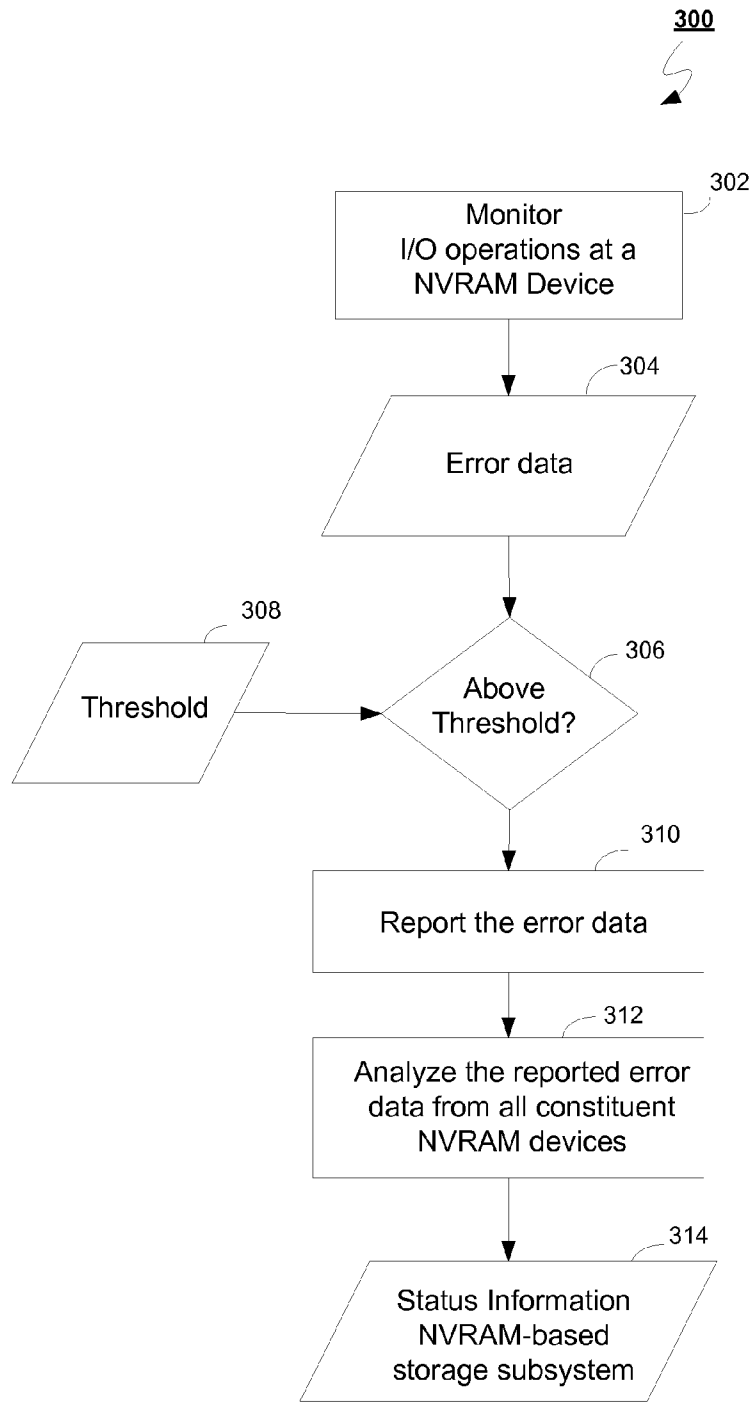 300
302
Monitor
I/O operations at a
NVRAM Device
304
Error data
308
Threshold
306
Above
Threshold?
310
Report the error data
312
Analyze the reported error
data from all constituent
NVRAM devices
314
Status Information
NVRAM-based
storage subsystem